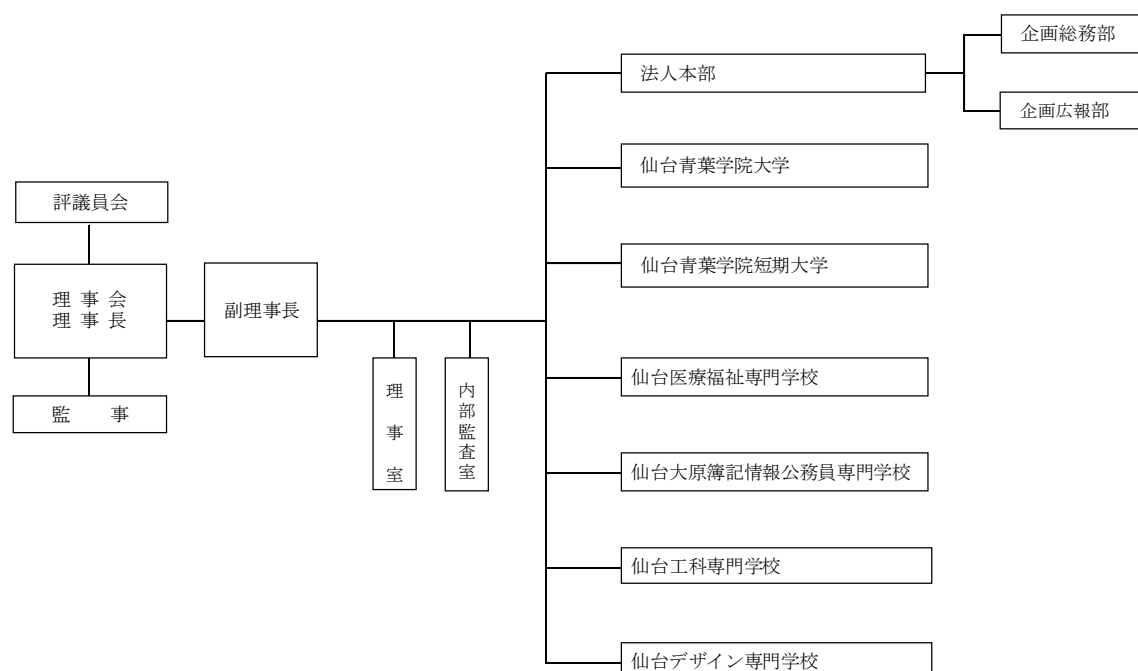 企画総務部
法人本部
企画広報部
仙台青葉学院大学
評議員会
仙台青葉学院短期大学
理事会
理事長
副理事長
仙台医療福祉専門学校
監　事
理事室
内部監査室
仙台大原簿記情報公務員専門学校
仙台工科専門学校
仙台デザイン専門学校